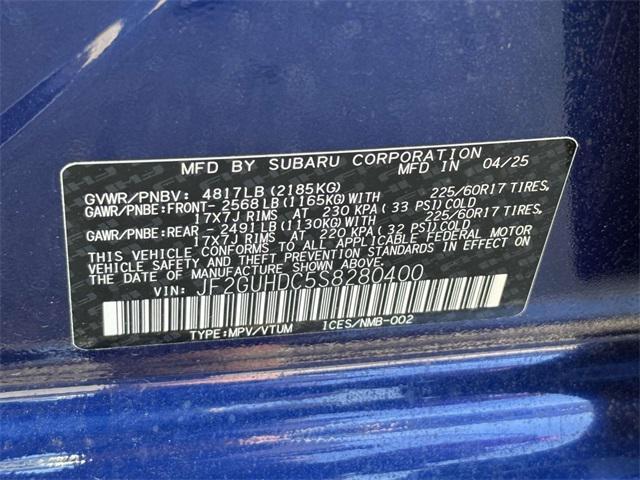 MFD BY SUBARU CORPORATION MFD IN 04/25
GVWR/PNBV: 4817LB (2185KG)
GAWR/PNBE:FRONT- 2568LB (1165KG)WITH 225/60R17 TIRES,
17X7J RIMS AT 230 KPA (33 PSI)COLD
GAWR/PNBE:REAR - 2491LB (1130KG)WITH 225/60R17 TIRES,
17X7J RIMS AT 220 KPA (32 PSI)COLD
THIS VEHICLE CONFORMS TO ALL APPLICABLE FEDERAL MOTOR
VEHICLE SAFETY AND THEFT PREVENTION STANDARDS IN EFFECT ON
THE DATE OF MANUFACTURE SHOWN ABOVE.
VIN: JF2GUHDC5S8280400
TYPE:MPV/VTUM ICES/NMB-002